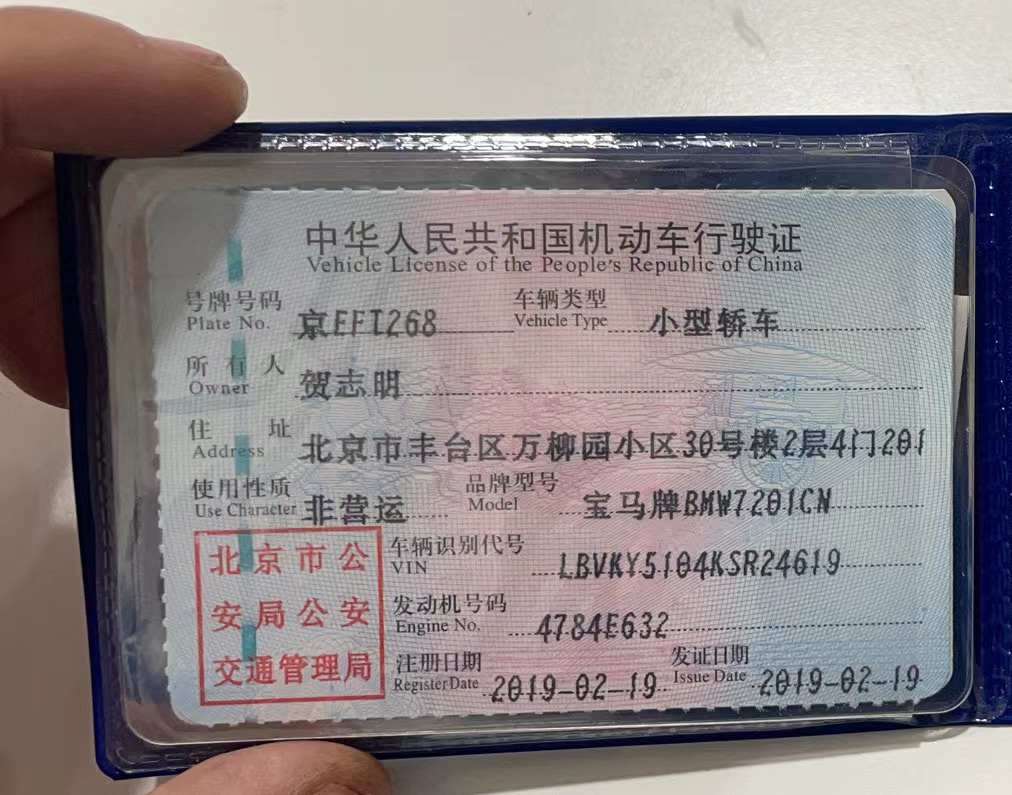 中华人民共和国机动车行驶证
Vehicle License of the People's Republic of China
号牌号码 京EFT268 车辆类型 小型轿车
Plate No. Vehicle Type
所有人 贺志明
Owner
住址 北京市丰台区万柳园小区30号楼2层4门201
Address
使用性质 非营运 品牌型号 宝马牌BMW7201CN
Use Character Model
北京市公
安局公安
交通管理局
车辆识别代号 LBVKY5104KSR24619
VIN
发动机号码 4784E632
Engine No.
注册日期 2019-02-19 发证日期 2019-02-19
Register Date Issue Date